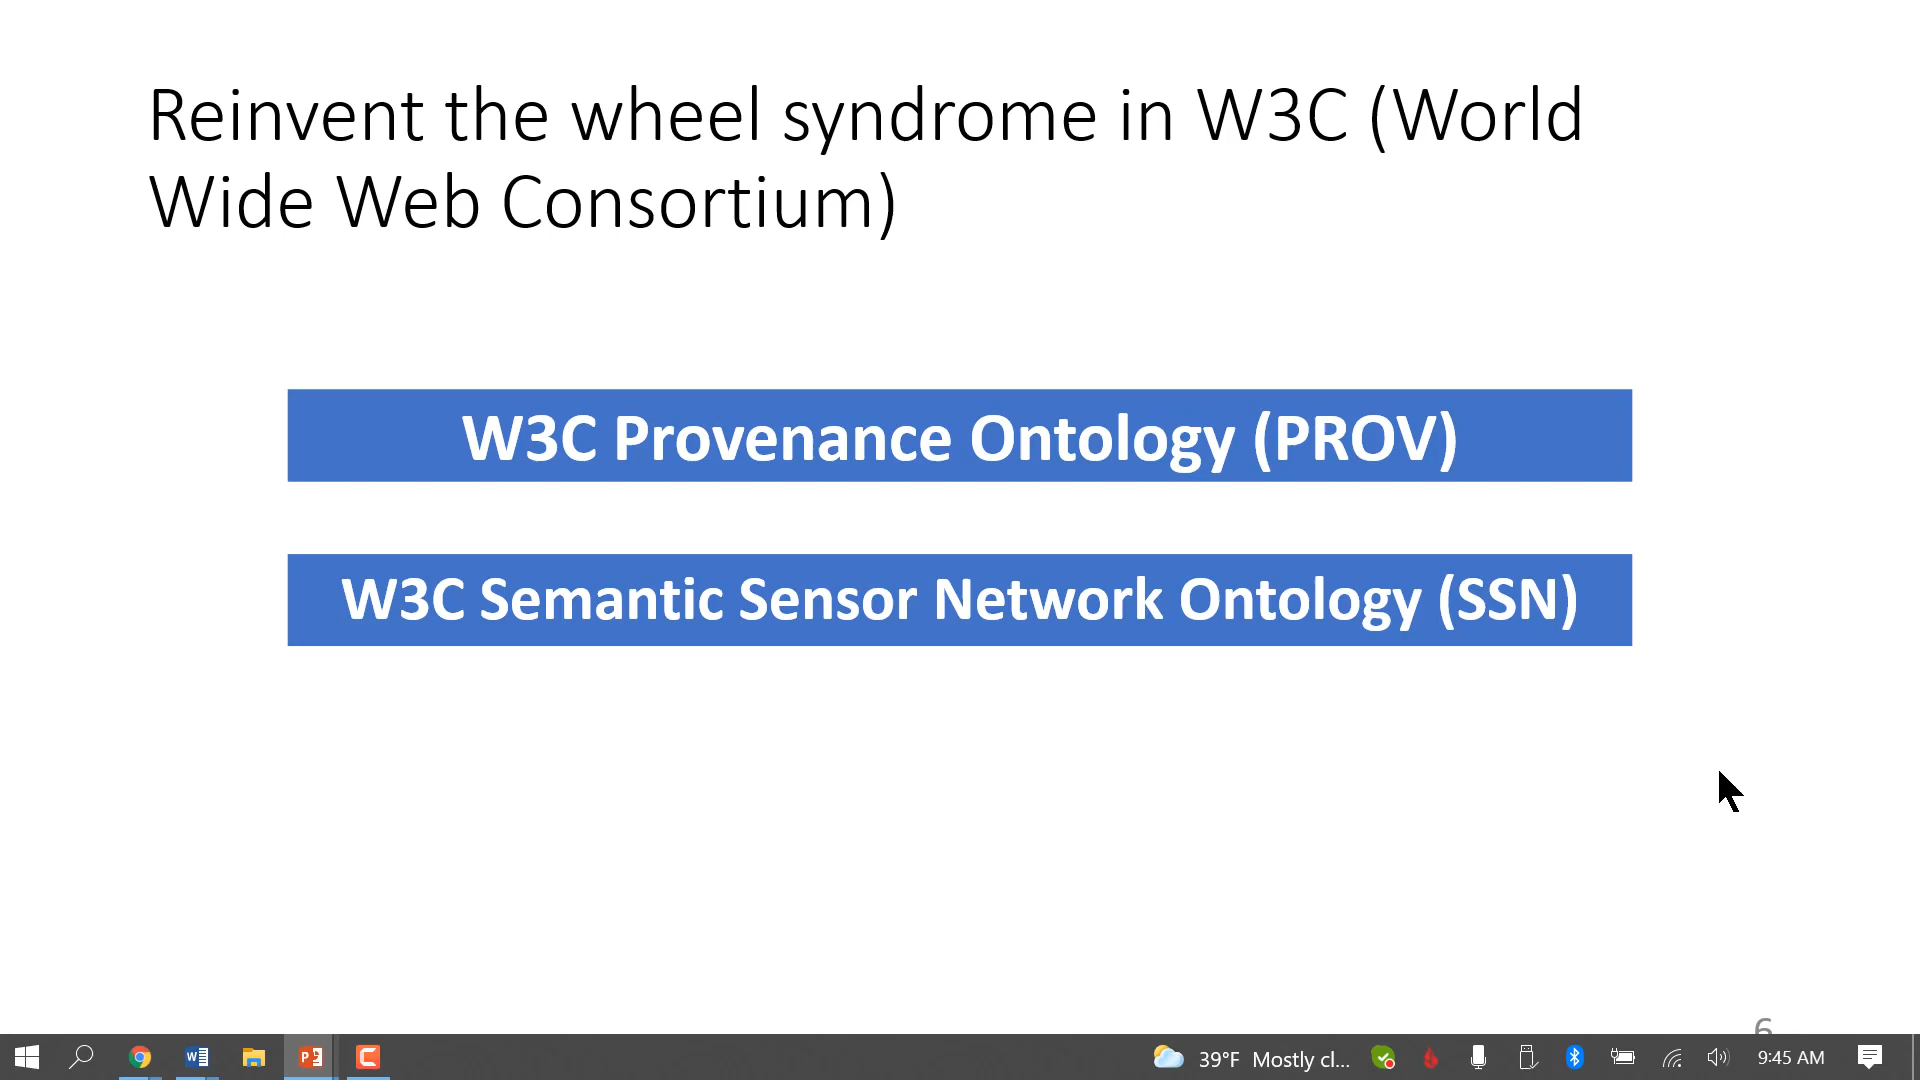 Reinvent the wheel syndrome in W3C (World
Wide Web Consortium)
W3C Provenance Ontology (PROV)
W3C Semantic Sensor Network Ontology (SSN)
6
39°F Mostly cl...
9:45 AM